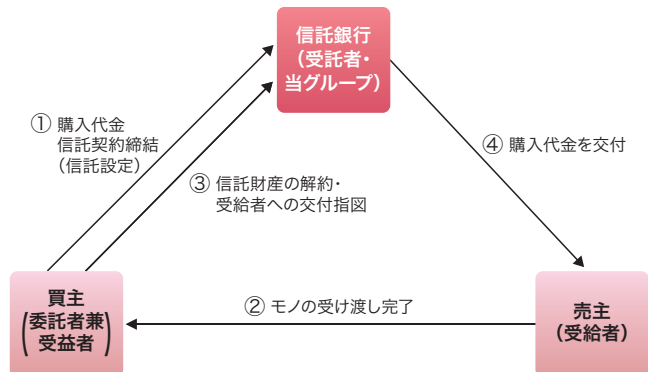 信託銀行
（受託者・
当グループ）
① 購入代金
信託契約締結
（信託設定）
③ 信託財産の解約・
受給者への交付指図
④ 購入代金を交付
② モノの受け渡し完了
買主
（委託者兼
受益者）
売主
（受給者）